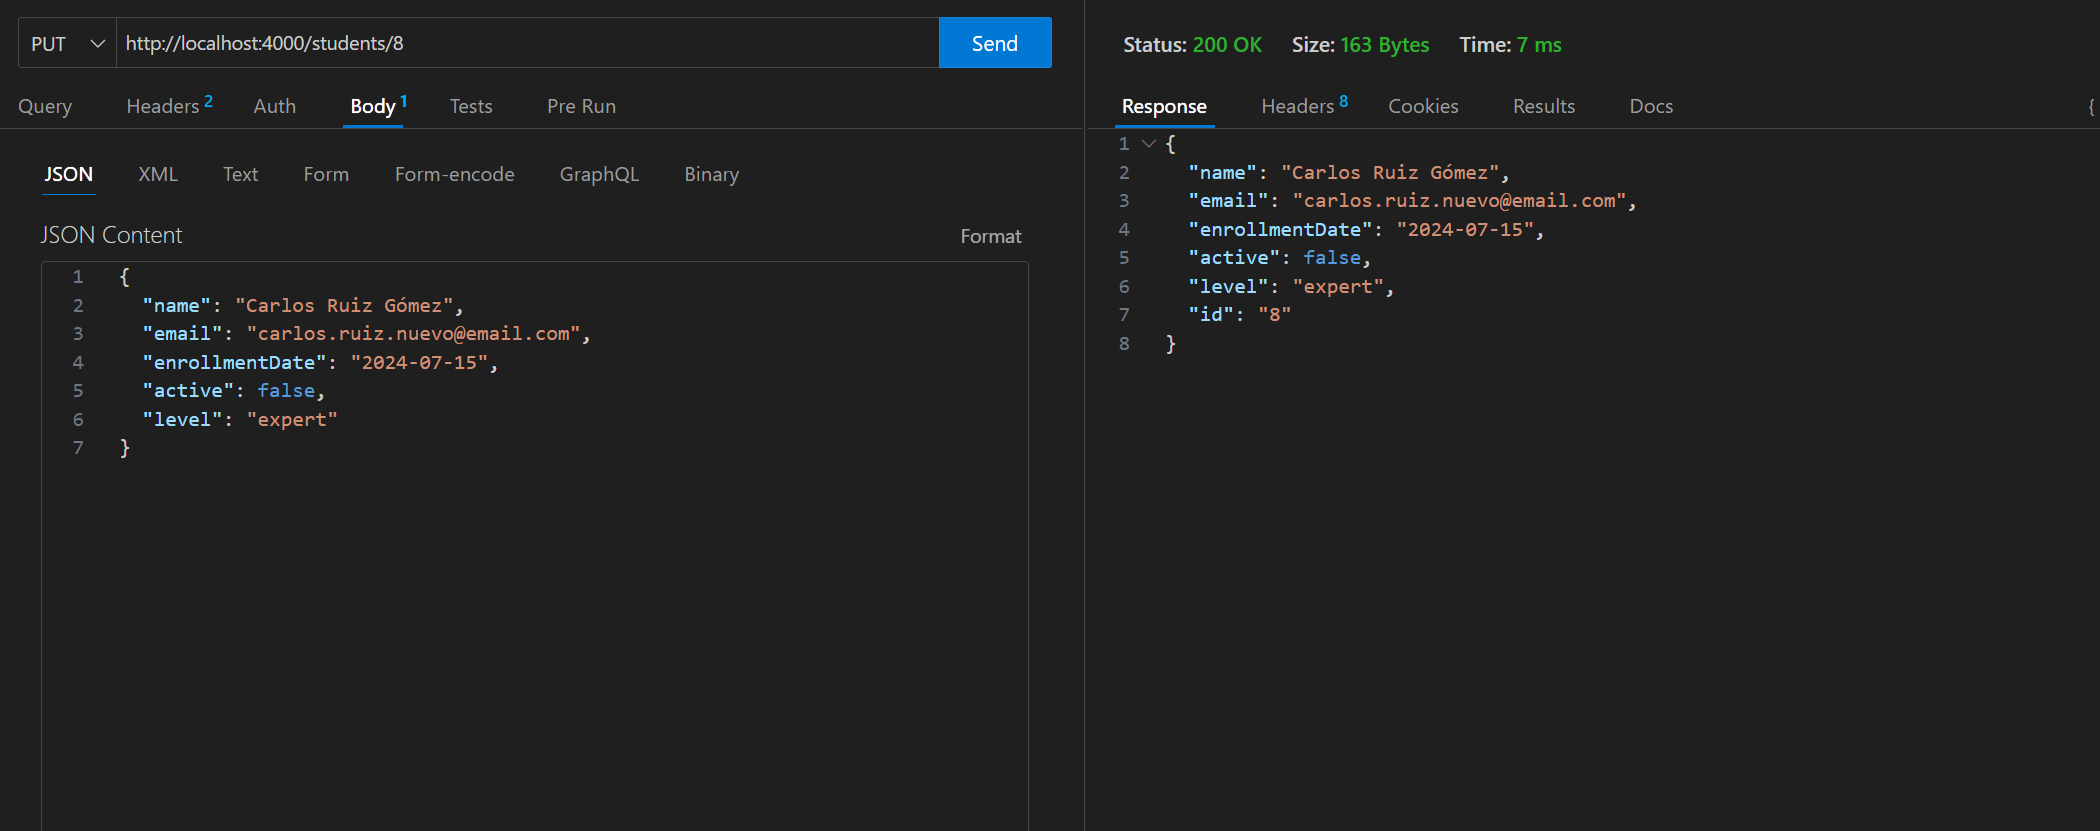 PUT http://localhost:4000/students/8 Send
Query Headers 2 Auth Body 1 Tests Pre Run
JSON XML Text Form Form-encode GraphQL Binary
JSON Content Format
1 {
2 "name": "Carlos Ruiz Gómez",
3 "email": "carlos.ruiz.nuevo@email.com",
4 "enrollmentDate": "2024-07-15",
5 "active": false,
6 "level": "expert"
7 }
Status: 200 OK Size: 163 Bytes Time: 7 ms
Response Headers 8 Cookies Results Docs {
1 {
2 "name": "Carlos Ruiz Gómez",
3 "email": "carlos.ruiz.nuevo@email.com",
4 "enrollmentDate": "2024-07-15",
5 "active": false,
6 "level": "expert",
7 "id": "8"
8 }